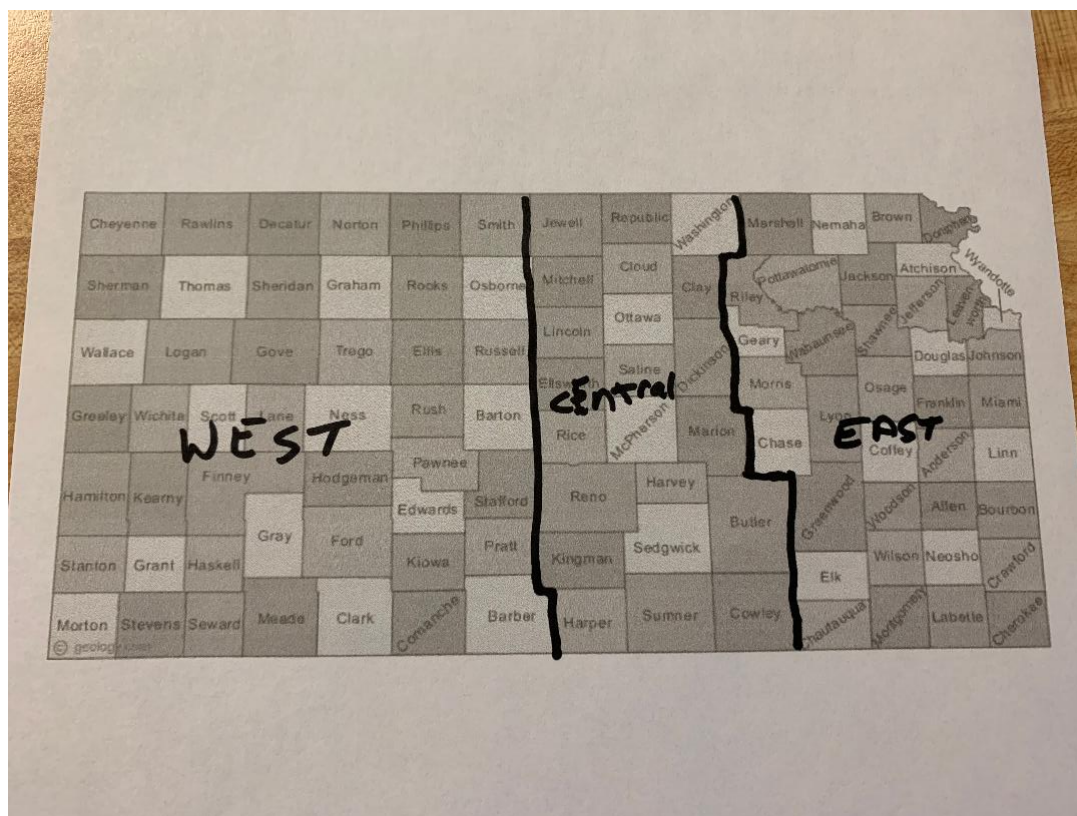 Cheyenne Rawlins Decatur Norton Phillips Smith Jewell Republic Washington Marshall Nemaha Brown Doniphan
Sherman Thomas Sheridan Graham Rooks Osborne Mitchell Cloud Clay Riley Pottawatomie Jackson Atchison Jefferson Leavenworth Wyandotte
Wallace Logan Gove Trego Ellis Russell Lincoln Ottawa Saline Dickinson Geary Wabaunsee Shawnee Douglas Johnson
Greeley Wichita Scott Lane Ness Rush Barton Ellsworth Rice McPherson Marion Morris Chase Lyon Osage Coffey Franklin Anderson Miami Linn
WEST
CEntral
EAST
Hamilton Kearny Finney Hodgeman Pawnee Edwards Stafford Reno Harvey Butler Greenwood Woodson Allen Bourbon
Stanton Grant Haskell Gray Ford Kiowa Pratt Kingman Sedgwick Elk Wilson Neosho Crawford
Morton Stevens Seward Meade Clark Comanche Barber Harper Sumner Cowley Chautauqua Montgomery Labette Cherokee
© geology.com